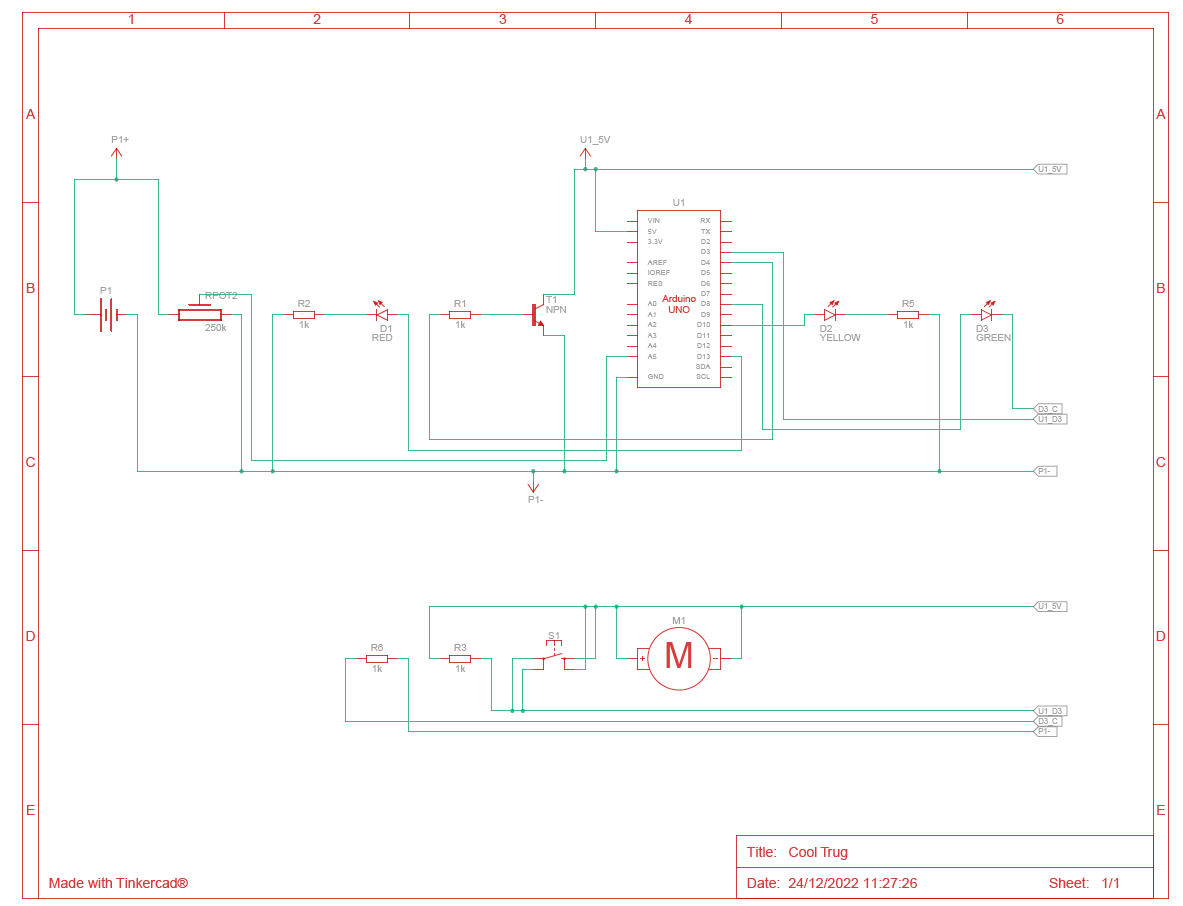 1 2 3 4 5 6
A A
P1+ U1_5V
U1_5V
U1
VIN RX
5V TX
3.3V D2
D3
AREF D4
IOREF D5
RES D6
D7
B P1 RPOT2 R2 R1 T1 A0 Arduino D8 R5 B
NPN A1 UNO D9
250k 1k D1 1k A2 D10 D2 1k D3
RED A3 D11 YELLOW GREEN
A4 D12
A5 D13
SDA
GND SCL
D3_C
U1_D3
C C
P1-
P1-
U1_5V
M1
D S1 D
R6 R3 M
+ -
1k 1k
U1_D3
D3_C
P1-
E E
Title: Cool Trug
Made with Tinkercad® Date: 24/12/2022 11:27:26 Sheet: 1/1